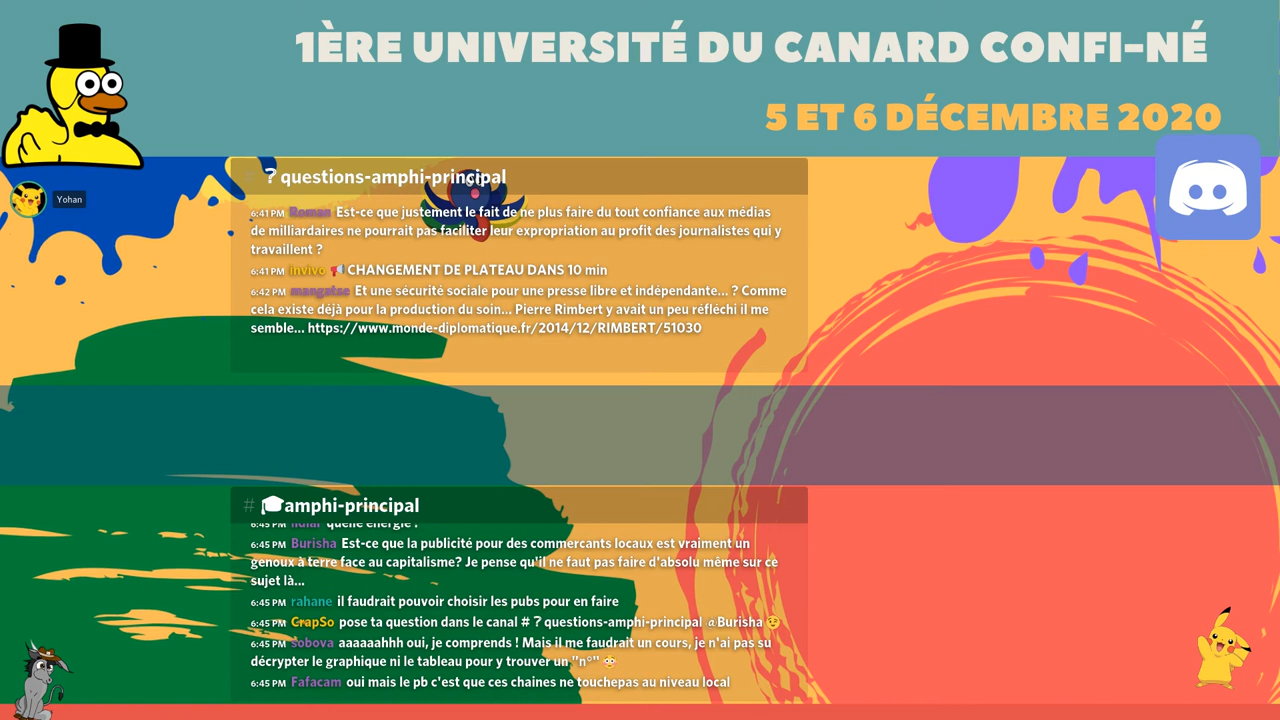 1ÈRE UNIVERSITÉ DU CANARD CONFI-NÉ
5 ET 6 DÉCEMBRE 2020
Yohan
# ? questions-amphi-principal
6:41 PM Roman Est-ce que justement le fait de ne plus faire du tout confiance aux médias
de milliardaires ne pourrait pas faciliter leur expropriation au profit des journalistes qui y
travaillent ?
6:41 PM invivo 📢 CHANGEMENT DE PLATEAU DANS 10 min
6:42 PM Et une sécurité sociale pour une presse libre et indépendante... ? Comme
cela existe déjà pour la production du soin... Pierre Rimbert y avait un peu réfléchi il me
semble... https://www.monde-diplomatique.fr/2014/12/RIMBERT/51030
# 🎓amphi-principal
6:45 PM quelle énergie !
6:45 PM Burisha Est-ce que la publicité pour des commercants locaux est vraiment un
genoux à terre face au capitalisme? Je pense qu'il ne faut pas faire d'absolu même sur ce
sujet là...
6:45 PM rahane il faudrait pouvoir choisir les pubs pour en faire
6:45 PM CrapSo pose ta question dans le canal # ? questions-amphi-principal @Burisha 😉
6:45 PM sobova aaaaaahhh oui, je comprends ! Mais il me faudrait un cours, je n'ai pas su
décrypter le graphique ni le tableau pour y trouver un "n°" 😳
6:45 PM Fafacam oui mais le pb c'est que ces chaines ne touchepas au niveau local